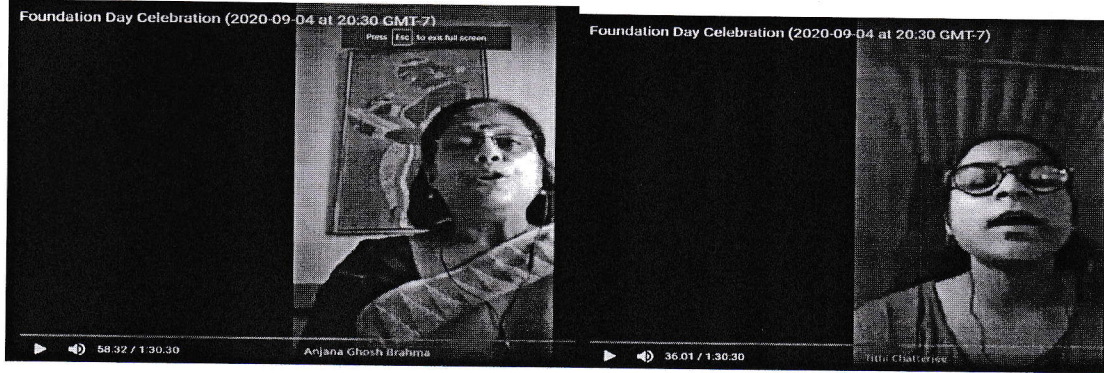 Foundation Day Celebration (2020-09-04 at 20:30 GMT-7)
Press Esc to exit full screen
58.32 / 1:30.30
Anjana Ghosh Brahma
Foundation Day Celebration (2020-09-04 at 20:30 GMT-7)
36.01 / 1.30:30
Tithi Chatterjee